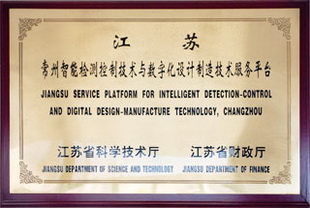 江 苏
常州智能检测控制技术与数字化设计制造技术服务平台
JIANGSU SERVICE PLATFORM FOR INTELLIGENT DETECTION-CONTROL
AND DIGITAL DESIGN-MANUFACTURE TECHNOLOGY, CHANGZHOU
江苏省科学技术厅 江苏省财政厅
JIANGSU DEPARTMENT OF SCIENCE AND TECHNOLOGY JIANGSU DEPARTMENT OF FINANCE